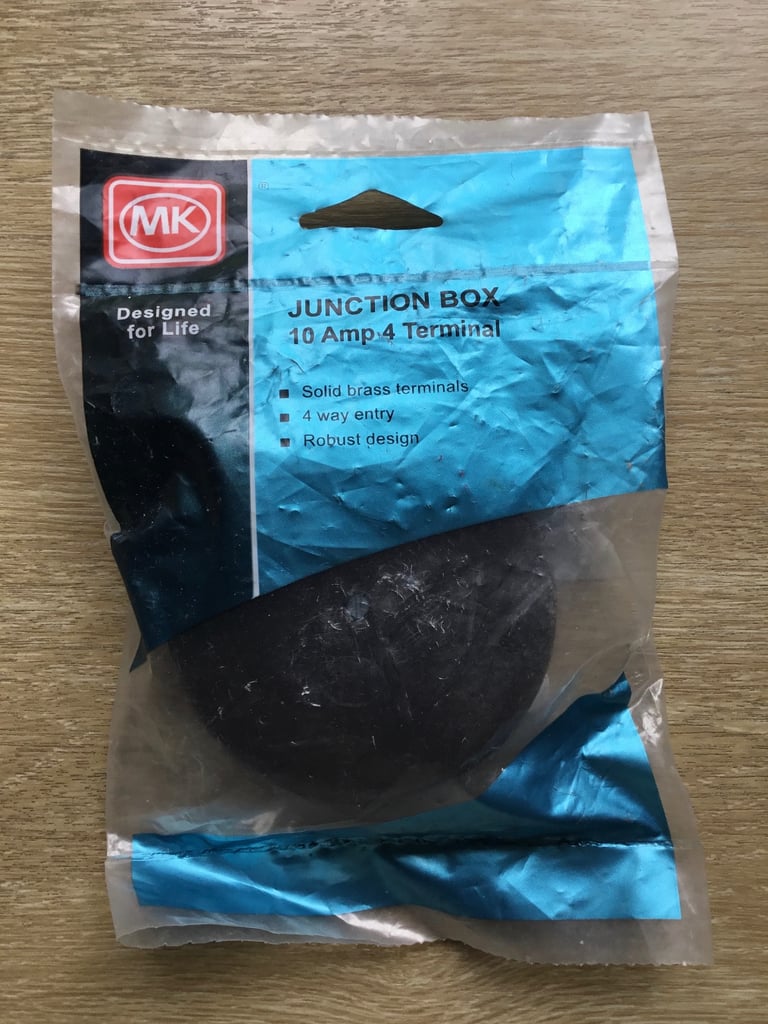 MK
®
Designed
for Life
JUNCTION BOX
10 Amp 4 Terminal
Solid brass terminals
4 way entry
Robust design